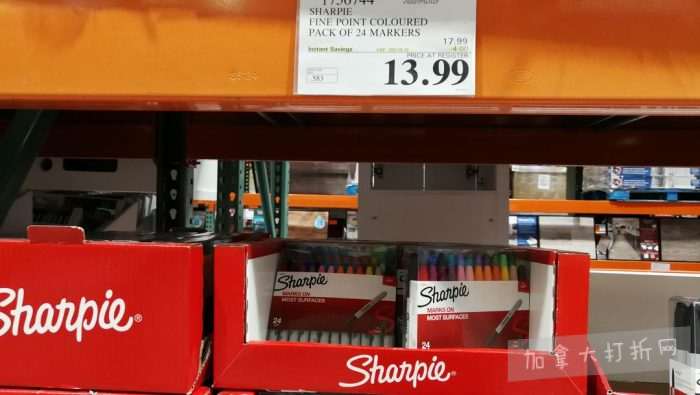 SHARPIE
FINE POINT COLOURED
PACK OF 24 MARKERS
17.99
Instant Savings
4.00
PRICE AT REGISTER
13.99
583
Sharpie®
Sharpie
MARKS ON
MOST SURFACES
24
Sharpie
MARKS ON
MOST SURFACES
24
Sharpie®
加拿大打折网